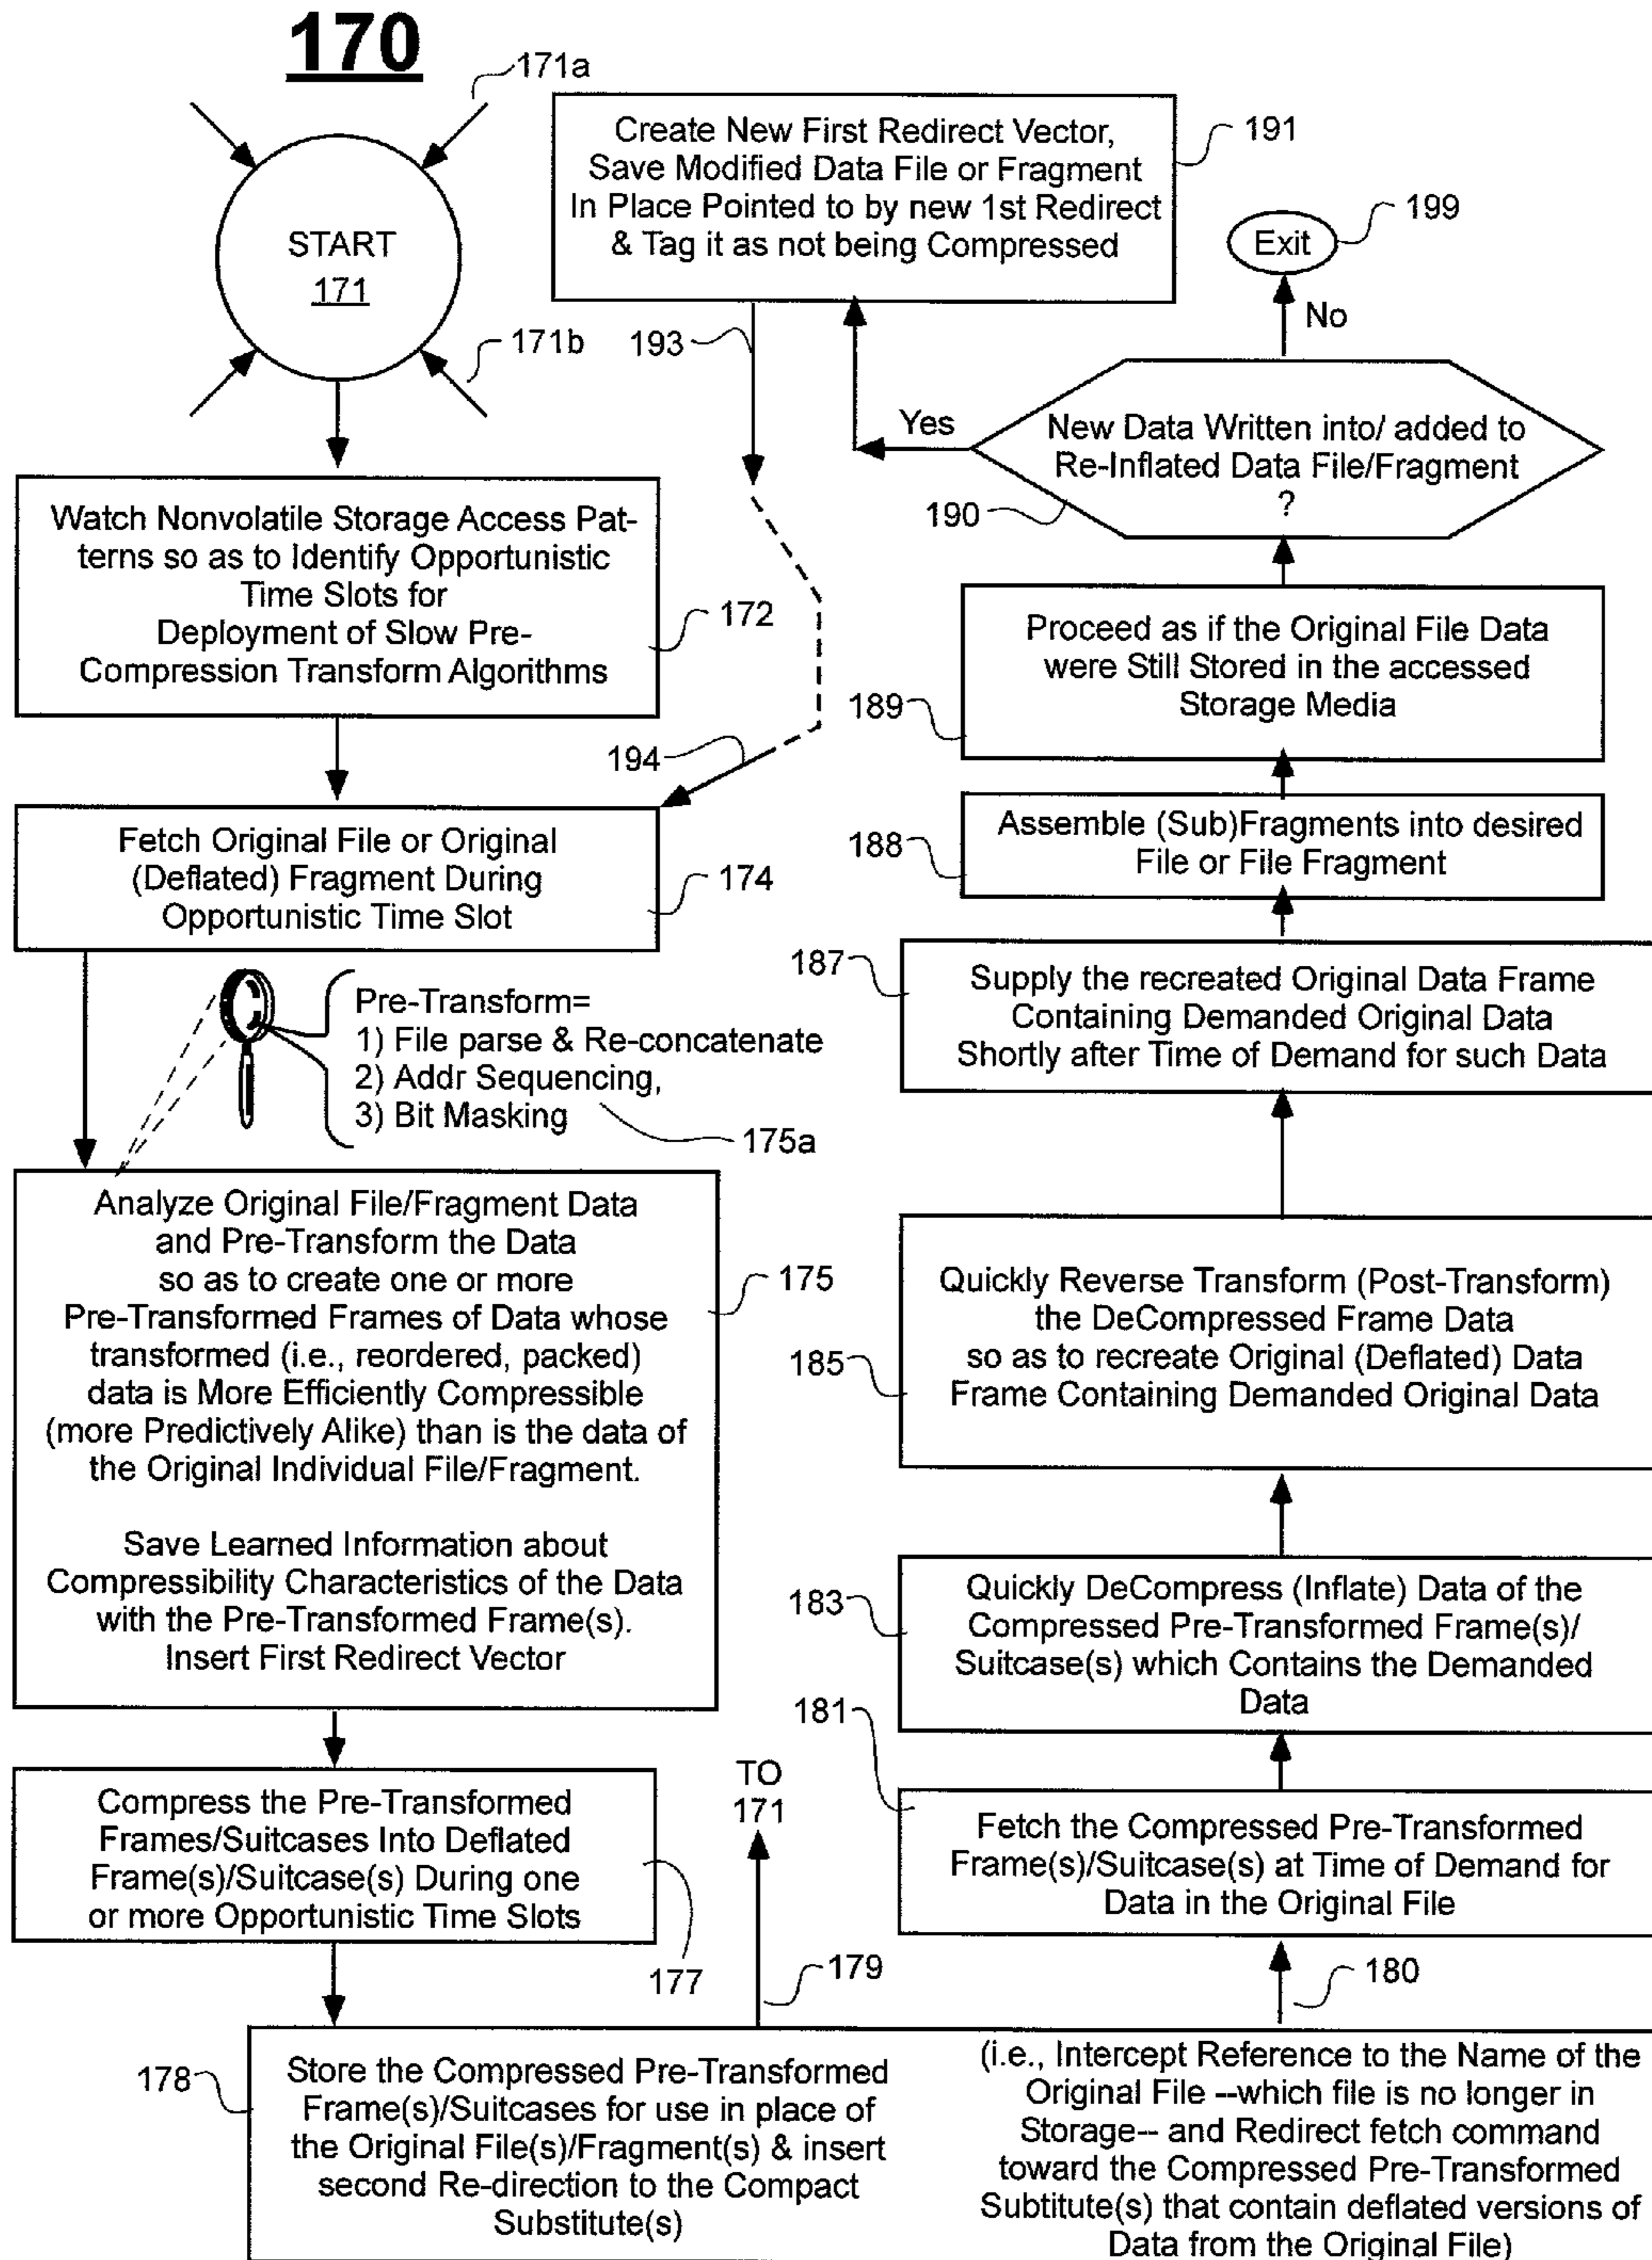 170
171a
START
171
171b
Watch Nonvolatile Storage Access Pat-
terns so as to Identify Opportunistic
Time Slots for
Deployment of Slow Pre-
Compression Transform Algorithms
172
Fetch Original File or Original
(Deflated) Fragment During
Opportunistic Time Slot
174
Pre-Transform=
1) File parse & Re-concatenate
2) Addr Sequencing,
3) Bit Masking
175a
Analyze Original File/Fragment Data
and Pre-Transform the Data
so as to create one or more
Pre-Transformed Frames of Data whose
transformed (i.e., reordered, packed)
data is More Efficiently Compressible
(more Predictively Alike) than is the data of
the Original Individual File/Fragment.
Save Learned Information about
Compressibility Characteristics of the Data
with the Pre-Transformed Frame(s).
Insert First Redirect Vector
175
Compress the Pre-Transformed
Frames/Suitcases Into Deflated
Frame(s)/Suitcase(s) During one
or more Opportunistic Time Slots
177
TO
171
179
178
Store the Compressed Pre-Transformed
Frame(s)/Suitcases for use in place of
the Original File(s)/Fragment(s) & insert
second Re-direction to the Compact
Substitute(s)
(i.e., Intercept Reference to the Name of the
Original File --which file is no longer in
Storage-- and Redirect fetch command
toward the Compressed Pre-Transformed
Subtitute(s) that contain deflated versions of
Data from the Original File)
180
181
Fetch the Compressed Pre-Transformed
Frame(s)/Suitcase(s) at Time of Demand for
Data in the Original File
183
Quickly DeCompress (Inflate) Data of the
Compressed Pre-Transformed Frame(s)/
Suitcase(s) which Contains the Demanded
Data
185
Quickly Reverse Transform (Post-Transform)
the DeCompressed Frame Data
so as to recreate Original (Deflated) Data
Frame Containing Demanded Original Data
187
Supply the recreated Original Data Frame
Containing Demanded Original Data
Shortly after Time of Demand for such Data
188
Assemble (Sub)Fragments into desired
File or File Fragment
189
Proceed as if the Original File Data
were Still Stored in the accessed
Storage Media
190
New Data Written into/ added to
Re-Inflated Data File/Fragment
?
No
Exit
199
Yes
Create New First Redirect Vector,
Save Modified Data File or Fragment
In Place Pointed to by new 1st Redirect
& Tag it as not being Compressed
191
193
194